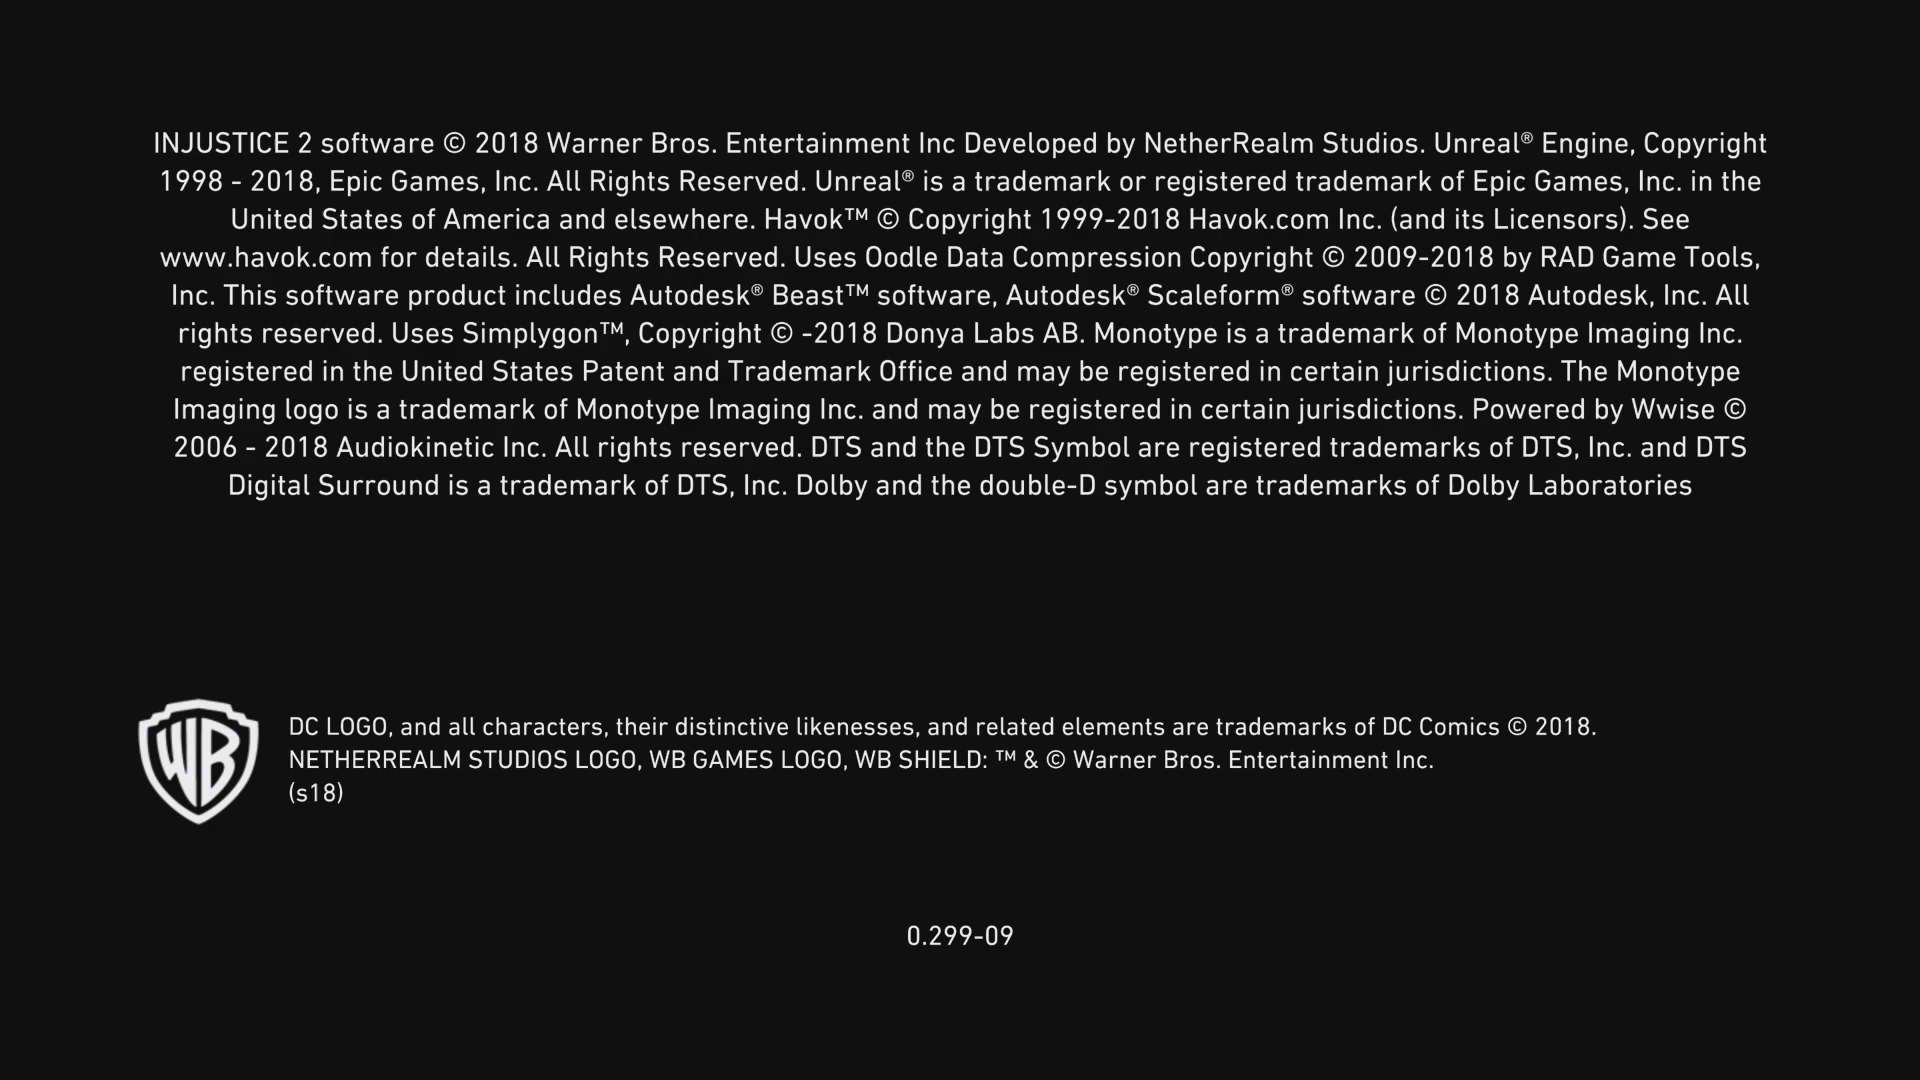 INJUSTICE 2 software © 2018 Warner Bros. Entertainment Inc Developed by NetherRealm Studios. Unreal® Engine, Copyright
1998 - 2018, Epic Games, Inc. All Rights Reserved. Unreal® is a trademark or registered trademark of Epic Games, Inc. in the
United States of America and elsewhere. Havok™ © Copyright 1999-2018 Havok.com Inc. (and its Licensors). See
www.havok.com for details. All Rights Reserved. Uses Oodle Data Compression Copyright © 2009-2018 by RAD Game Tools,
Inc. This software product includes Autodesk® Beast™ software, Autodesk® Scaleform® software © 2018 Autodesk, Inc. All
rights reserved. Uses Simplygon™, Copyright © -2018 Donya Labs AB. Monotype is a trademark of Monotype Imaging Inc.
registered in the United States Patent and Trademark Office and may be registered in certain jurisdictions. The Monotype
Imaging logo is a trademark of Monotype Imaging Inc. and may be registered in certain jurisdictions. Powered by Wwise ©
2006 - 2018 Audiokinetic Inc. All rights reserved. DTS and the DTS Symbol are registered trademarks of DTS, Inc. and DTS
Digital Surround is a trademark of DTS, Inc. Dolby and the double-D symbol are trademarks of Dolby Laboratories
WB
DC LOGO, and all characters, their distinctive likenesses, and related elements are trademarks of DC Comics © 2018.
NETHERREALM STUDIOS LOGO, WB GAMES LOGO, WB SHIELD: ™ & © Warner Bros. Entertainment Inc.
(s18)
0.299-09